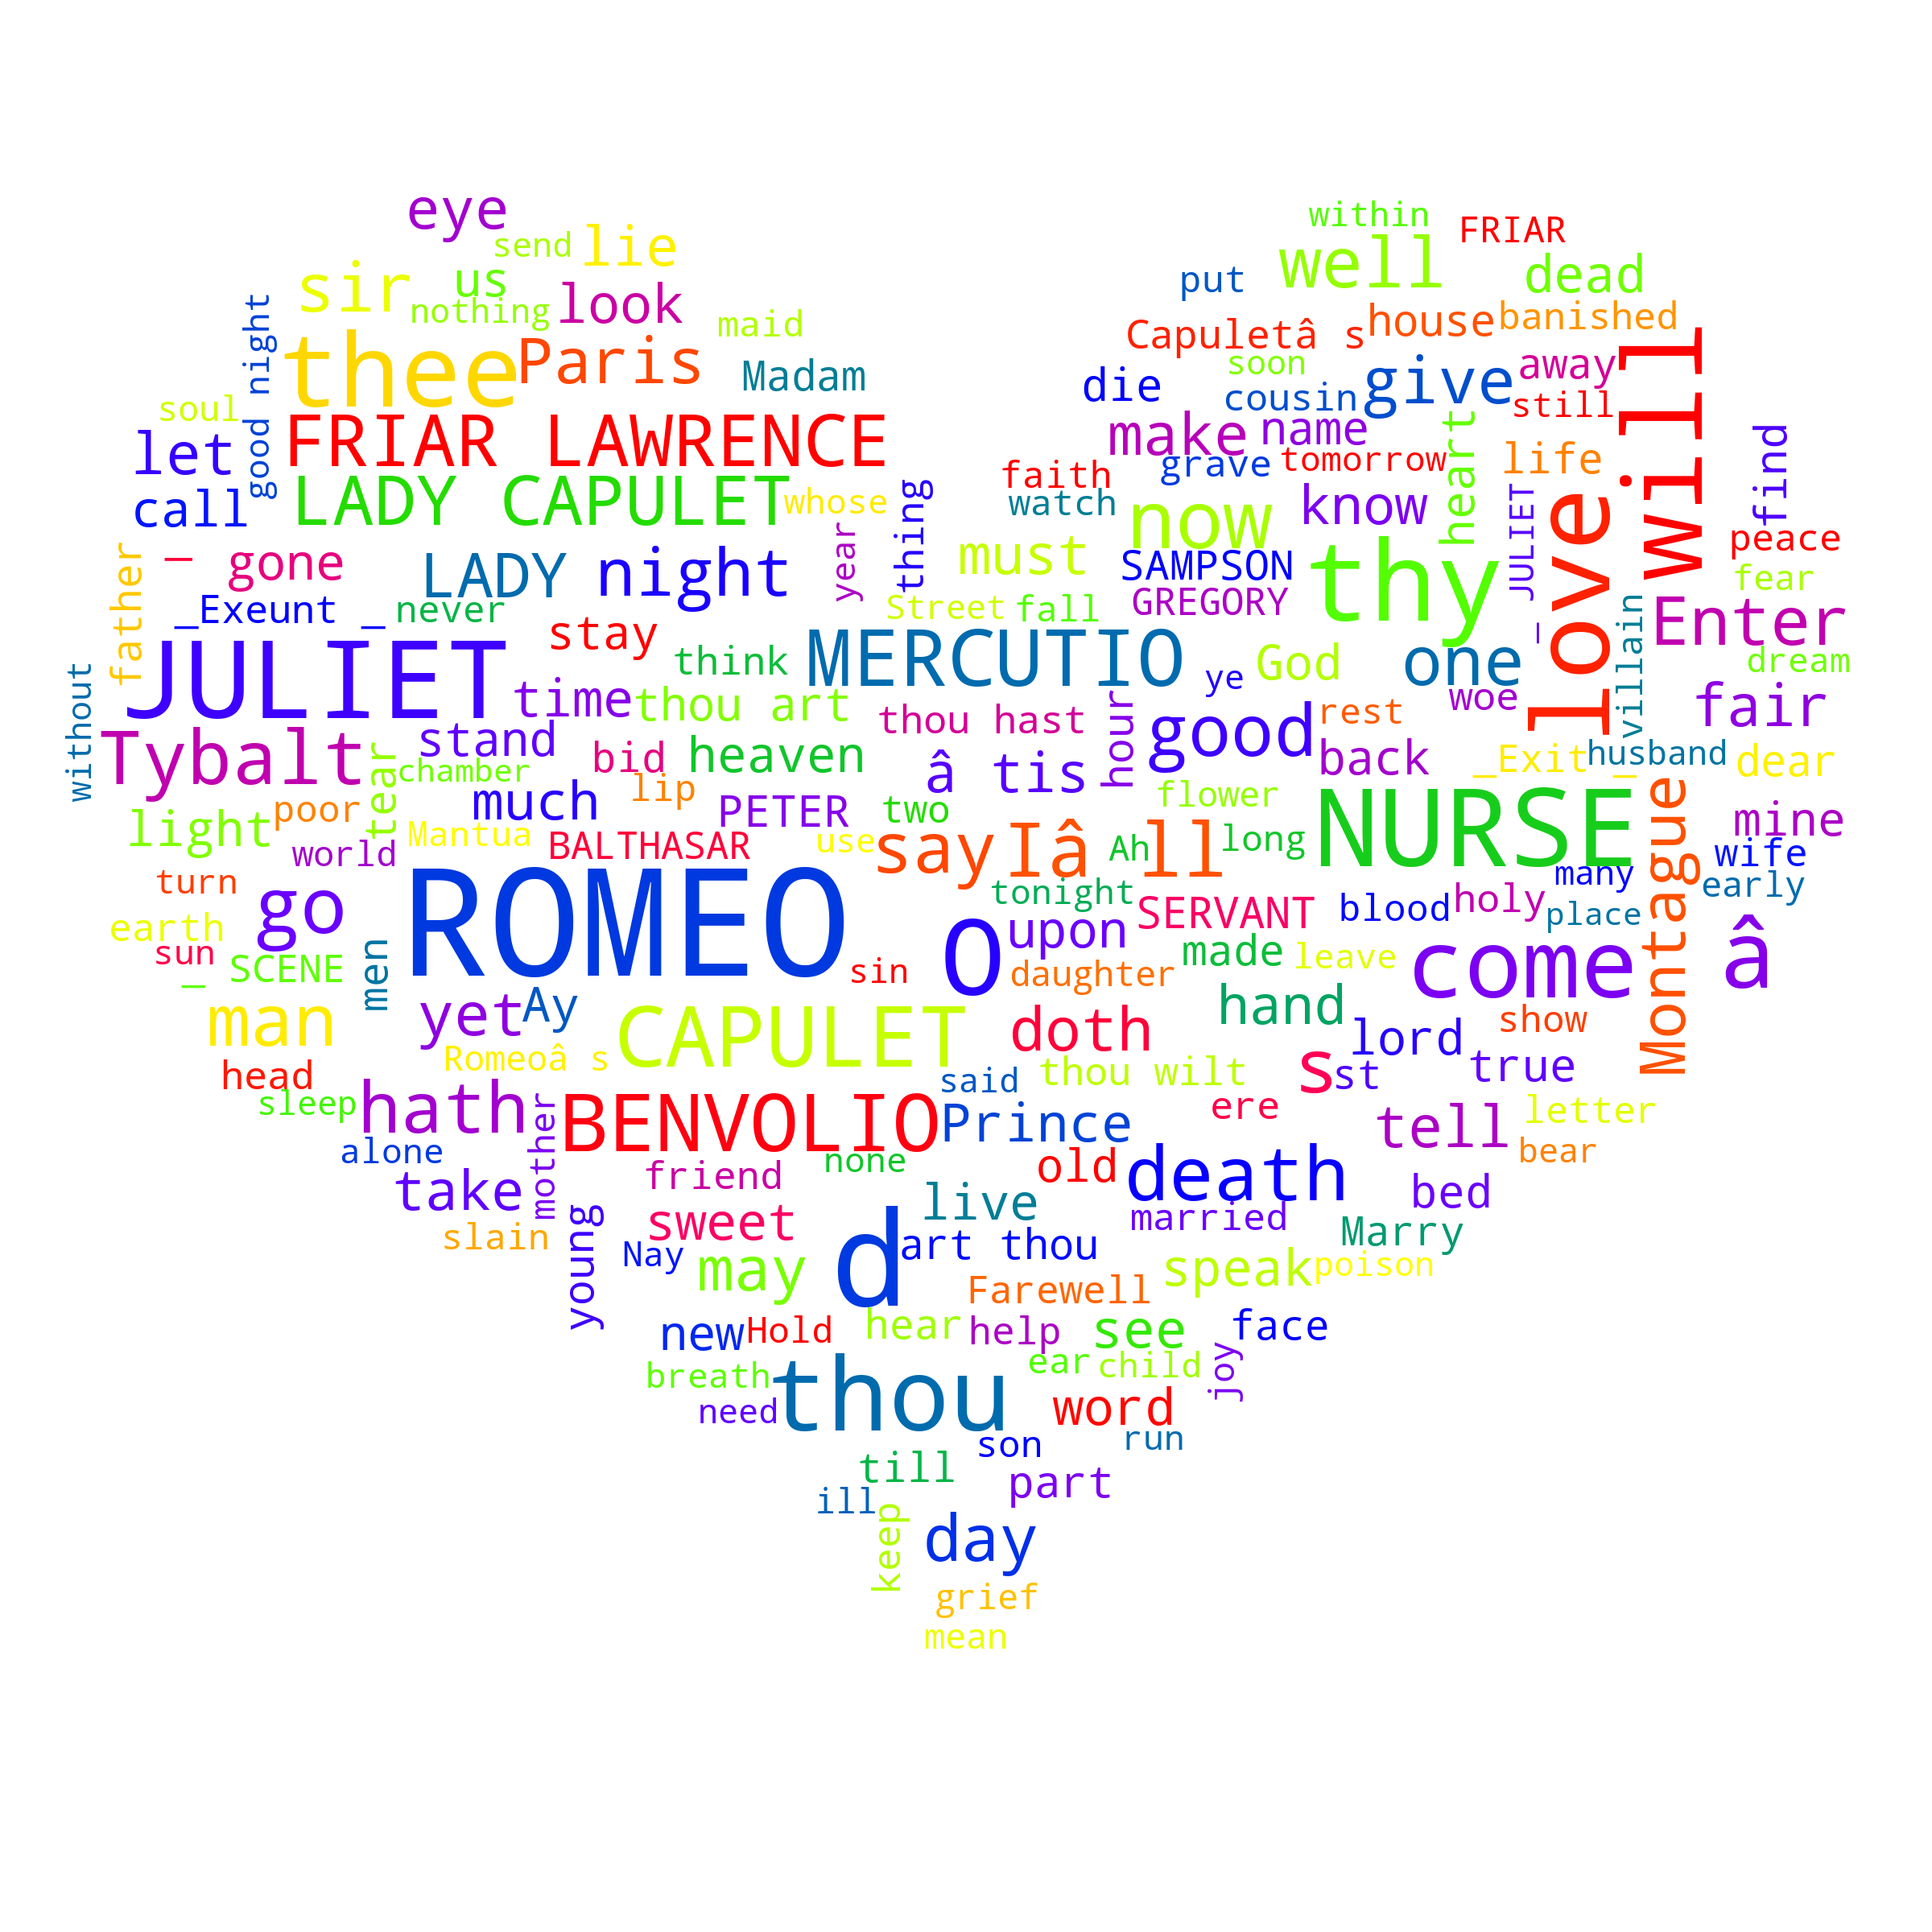 eye
send
lie
within
FRIAR
sir
us
well
dead
nothing
look
put
maid
good night
thee
Paris
Madam
Capuletâ s
house
banished
soon
away
die
cousin
give
still
will
soul
FRIAR LAWRENCE
make
name
heart
let
grave
tomorrow
life
find
faith
call
LADY CAPULET
whose
thing
watch
now
know
_ JULIET
love
peace
father
_ gone
LADY
night
year
must
SAMPSON
thy
fear
_Exeunt _
never
Street
fall
GREGORY
villain
Enter
stay
think
MERCUTIO
ye
God
one
dream
without
JULIET
time
thou art
thou hast
hour
good
rest
woe
fair
Tybalt
tear
stand
bid
heaven
â tis
back
_Exit _
husband
dear
chamber
light
poor
much
lip
PETER
two
flower
NURSE
Montague
mine
Mantua
world
BALTHASAR
use
say
Iâ ll
Ah
long
many
wife
turn
go
ROMEO
tonight
SERVANT
blood
holy
place
early
earth
men
O
upon
come
â
sun
_ SCENE
sin
daughter
made
leave
man
yet
Ay
CAPULET
doth
hand
lord
show
head
Romeoâ s
said
thou wilt
s
st
true
sleep
hath
mother
BENVOLIO
Prince
ere
tell
letter
alone
none
bear
take
friend
old
death
bed
slain
young
sweet
live
married
Marry
Nay
may
d
art thou
speak
poison
Farewell
new
Hold
hear
help
see
face
breath
thou
ear
child
joy
need
word
son
run
till
part
ill
keep
day
grief
mean